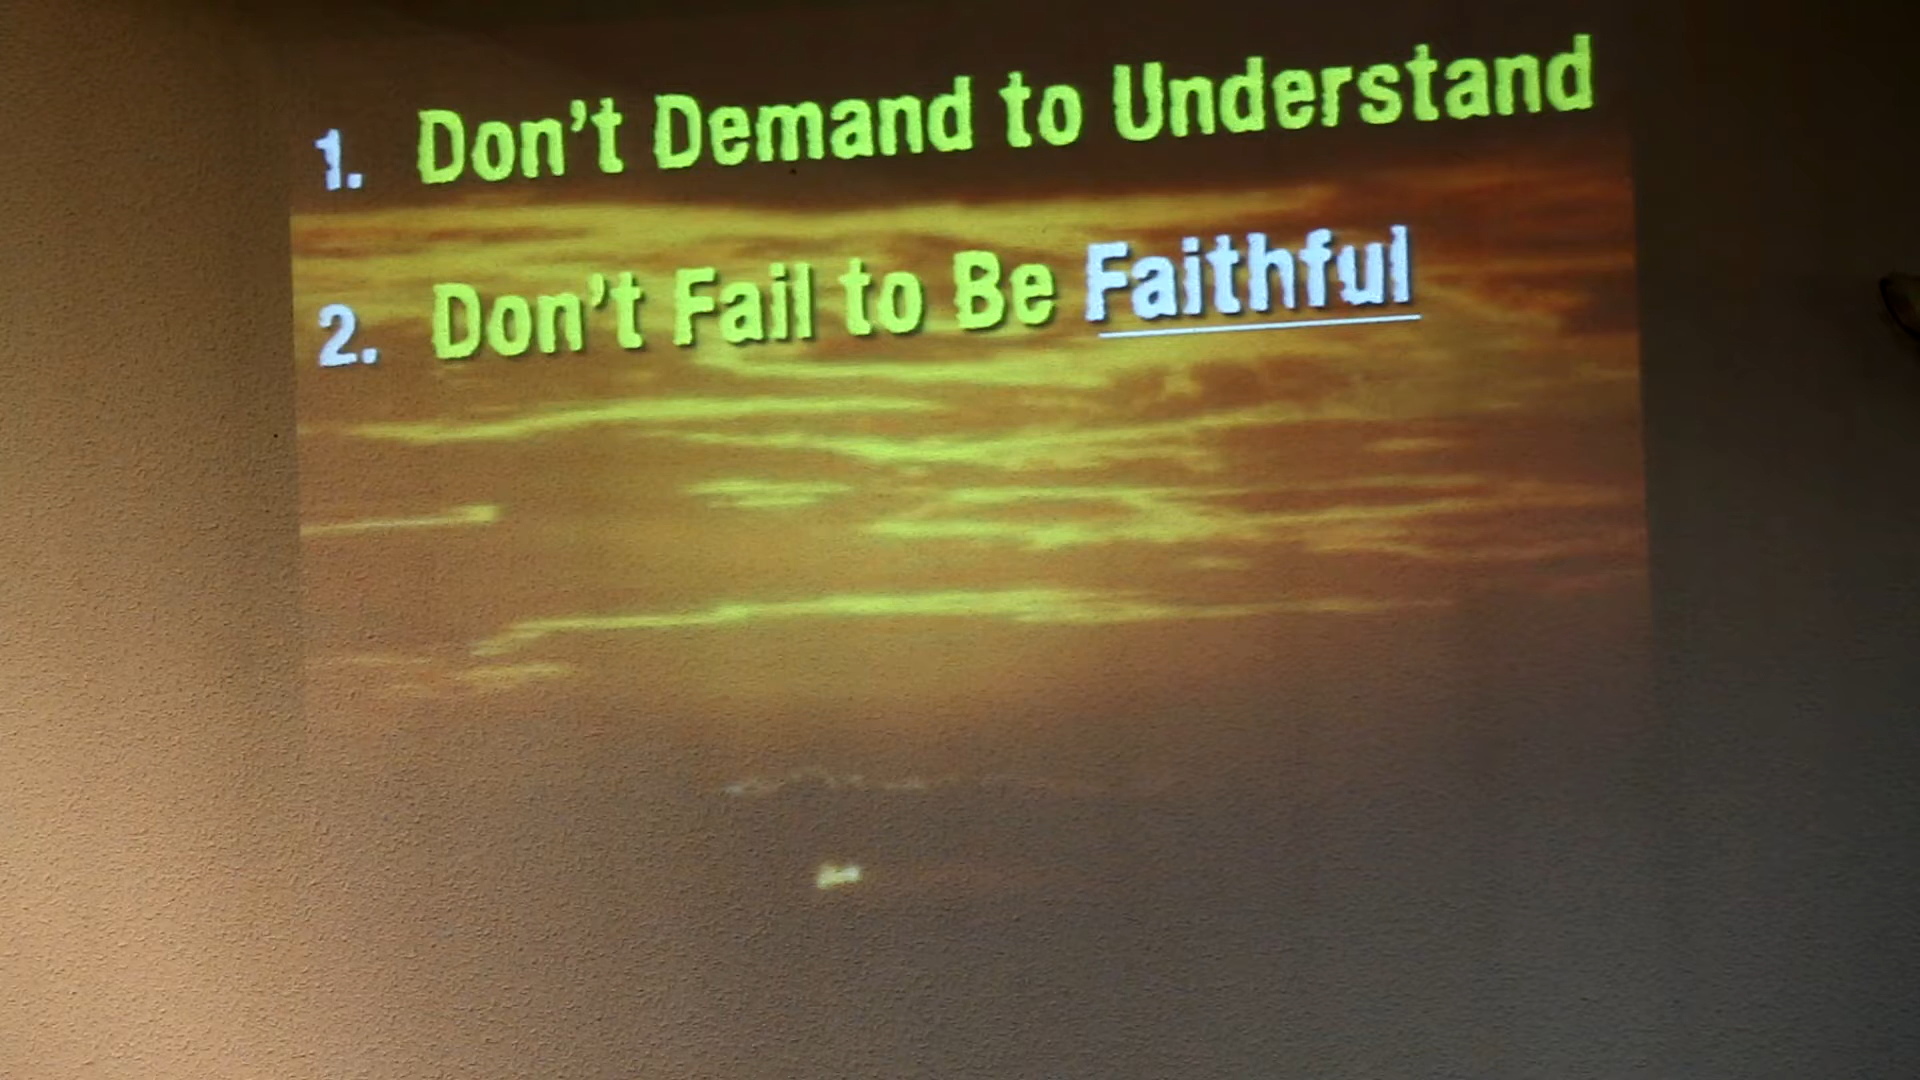 1. Don't Demand to Understand
2. Don't Fail to Be Faithful